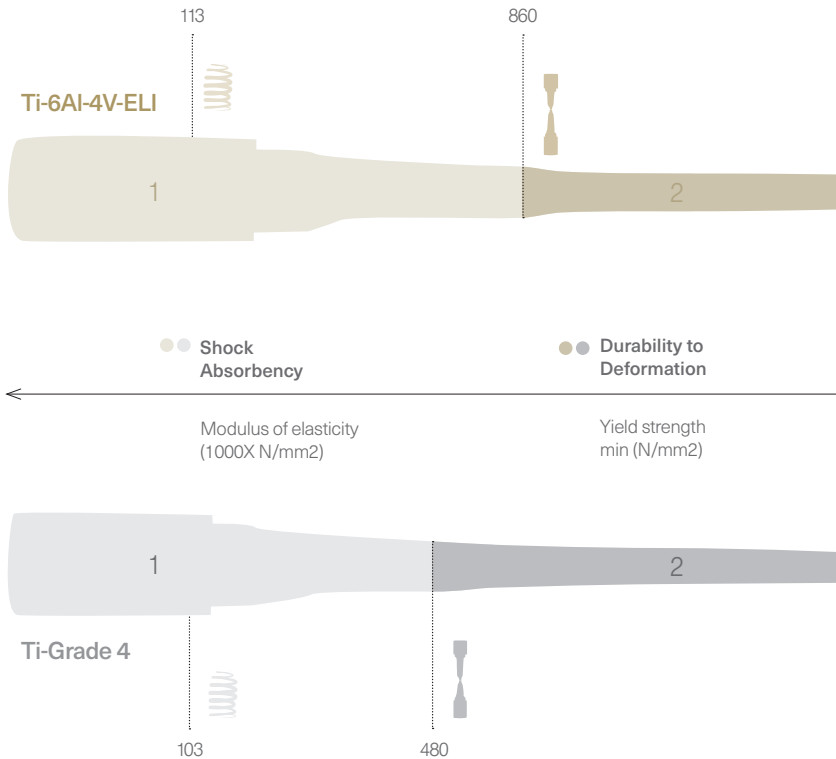 113
860
Ti-6Al-4V-ELI
1
2
Shock
Absorbency
Durability to
Deformation
Modulus of elasticity
(1000X N/mm2)
Yield strength
min (N/mm2)
1
2
Ti-Grade 4
103
480